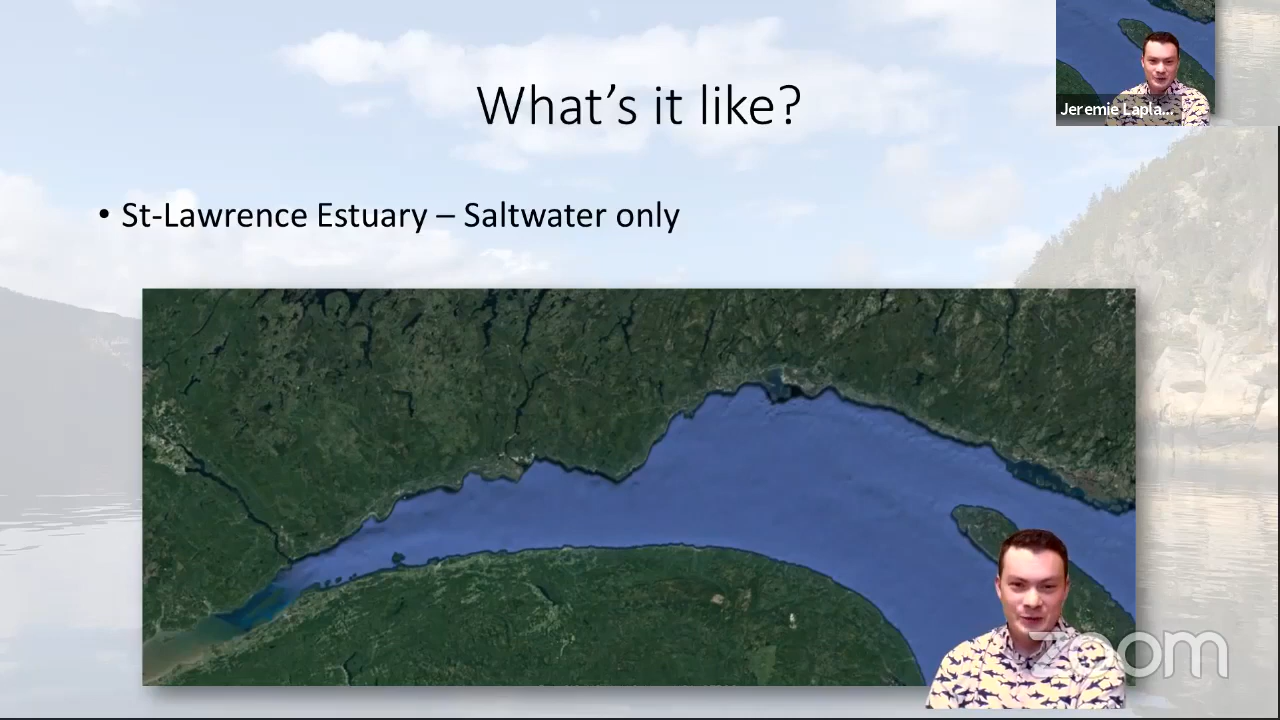 What's it like?
Jeremie Lapla...
• St-Lawrence Estuary – Saltwater only
zoom